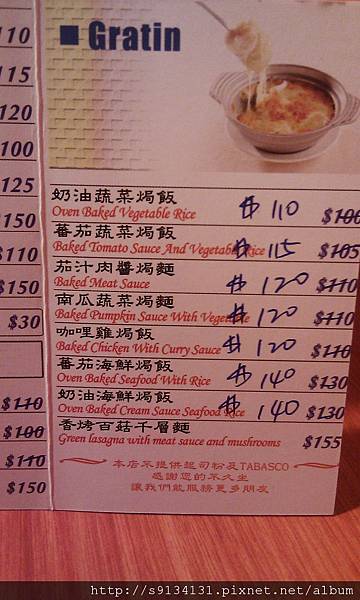 110
■ Gratin
115
120
100
125
150
$110
$150
$30
$110
$100
$110
$150
奶油蔬菜焗飯
Oven Baked Vegetable Rice $110 $100
蕃茄蔬菜焗飯
Baked Tomato Sauce And Vegetable Rice $115 $105
茄汁肉醬焗麵
Baked Meat Sauce $120 $110
南瓜蔬菜焗麵
Baked Pumpkin Sauce With Vegetable $120 $110
咖哩雞焗飯
Baked Chicken With Curry Sauce $120 $110
蕃茄海鮮焗飯
Oven Baked Seafood With Rice $140 $130
奶油海鮮焗飯
Oven Baked Cream Sauce Seafood Rice $140 $130
香烤百菇千層麵
Green lasagna with meat sauce and mushrooms $155
本店不提供起司粉及TABASCO
感謝您的不久坐
讓我們能服務更多朋友
http://s9134131.pixnet.net/album